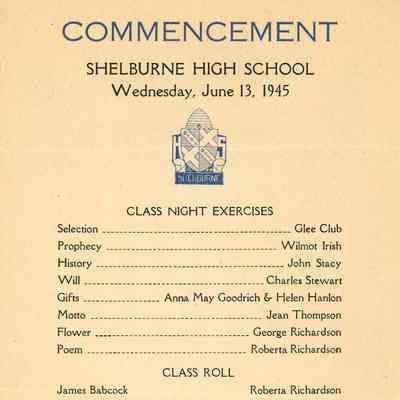 COMMENCEMENT
SHELBURNE HIGH SCHOOL
Wednesday, June 13, 1945
SHELBURNE
CLASS NIGHT EXERCISES
Selection Glee Club
Prophecy Wilmot Irish
History John Stacy
Will Charles Stewart
Gifts Anna May Goodrich & Helen Hanlon
Motto Jean Thompson
Flower George Richardson
Poem Roberta Richardson
CLASS ROLL
James Babcock Roberta Richardson